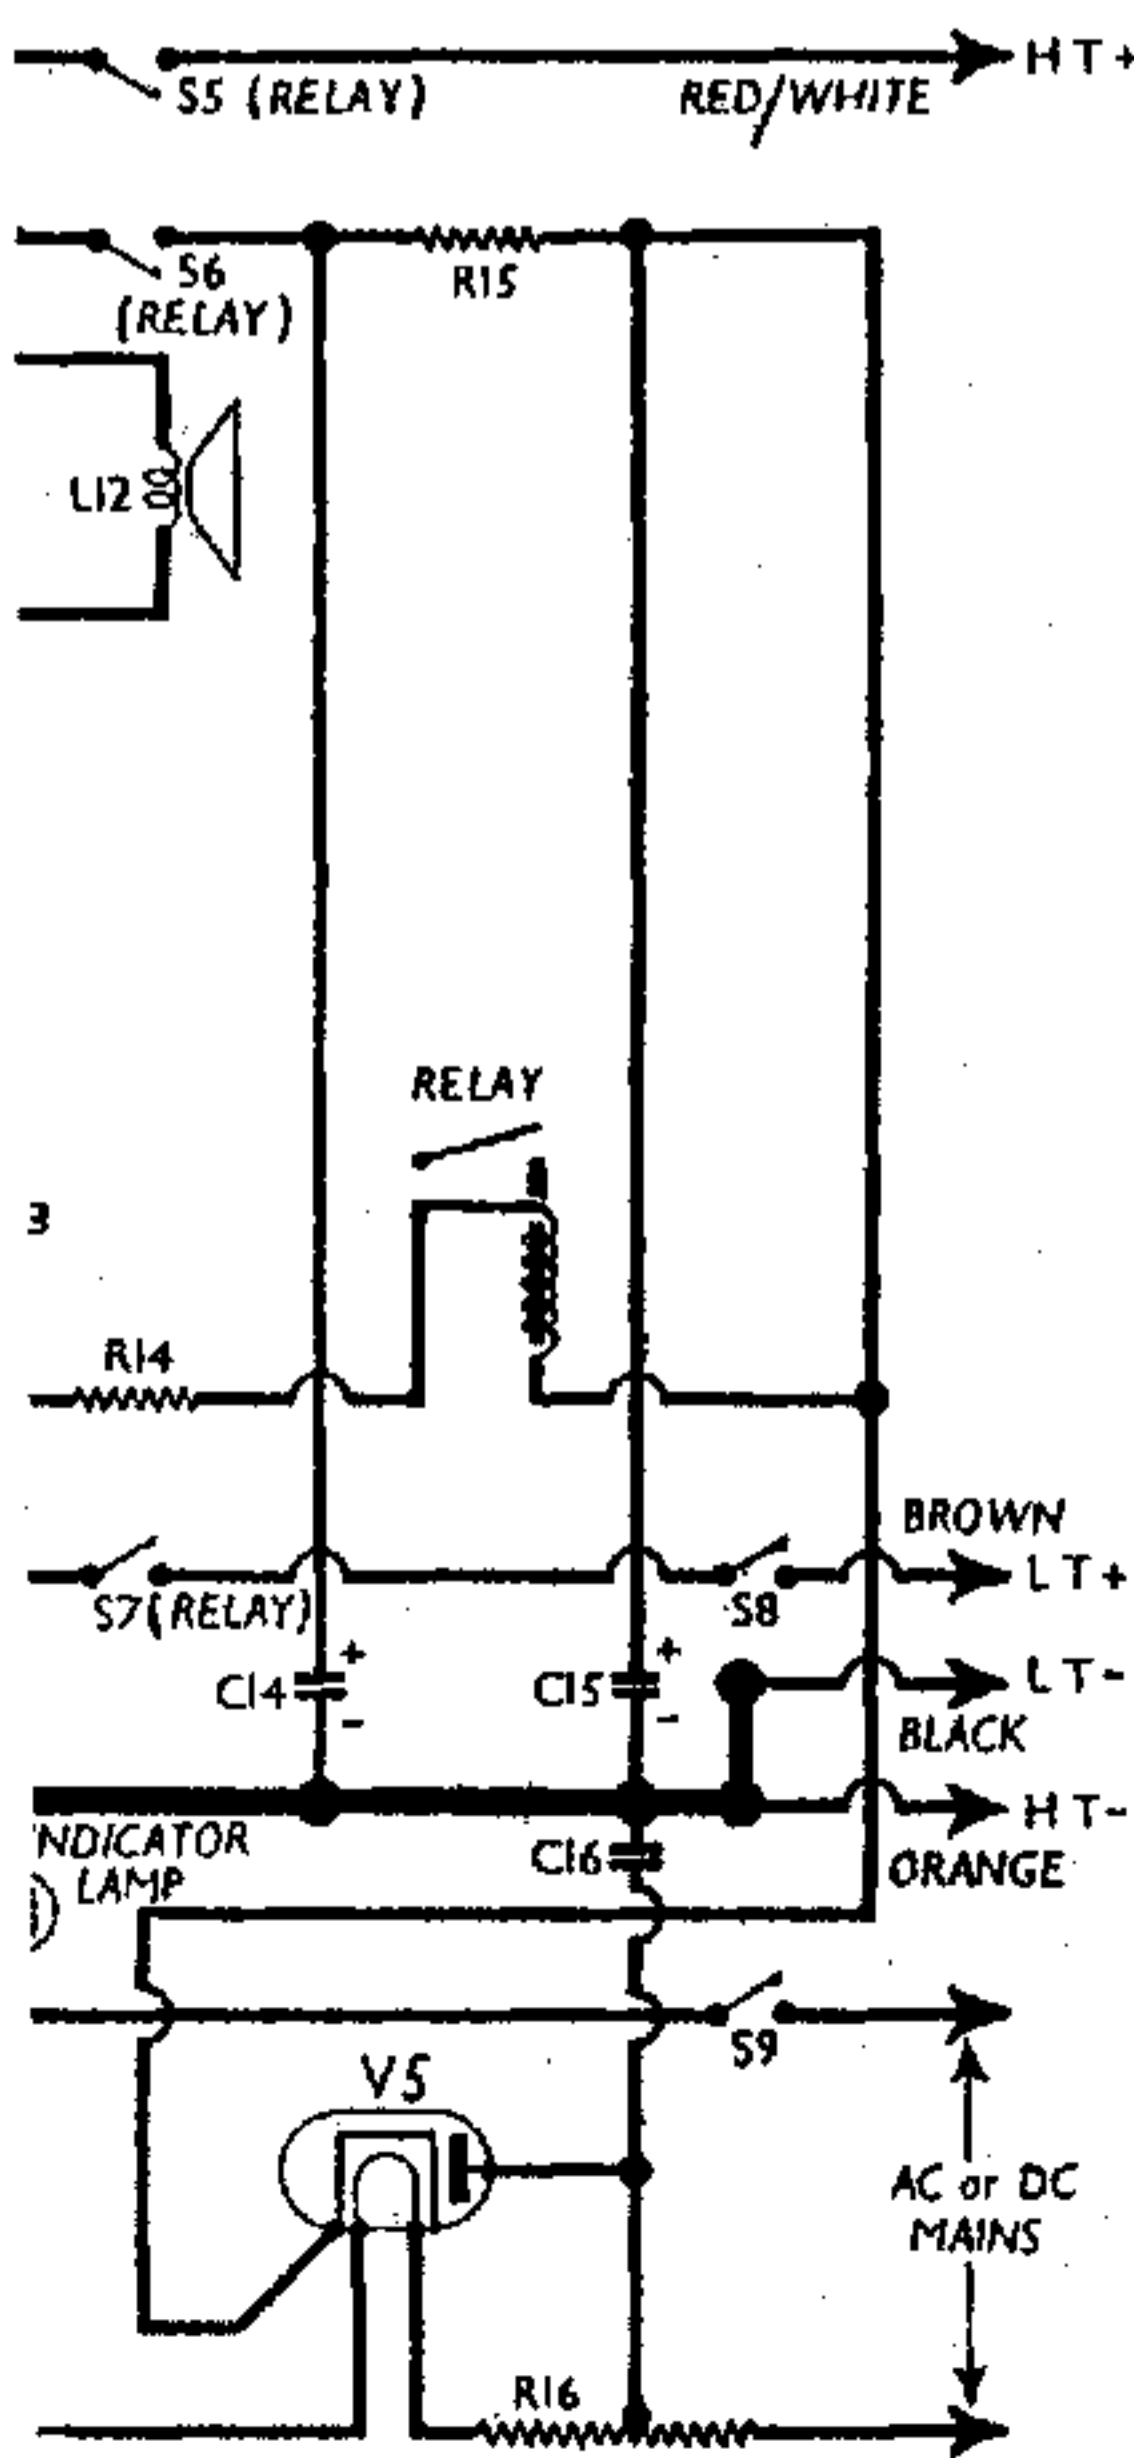 HT+
S5 (RELAY)
RED/WHITE
S6
(RELAY)
R15
L12
RELAY
3
R14
BROWN
LT+
S7(RELAY)
S8
C14
+
-
C15
+
-
LT-
BLACK
HT-
ORANGE
NDICATOR
LAMP
C16
S9
V5
AC or DC
MAINS
R16